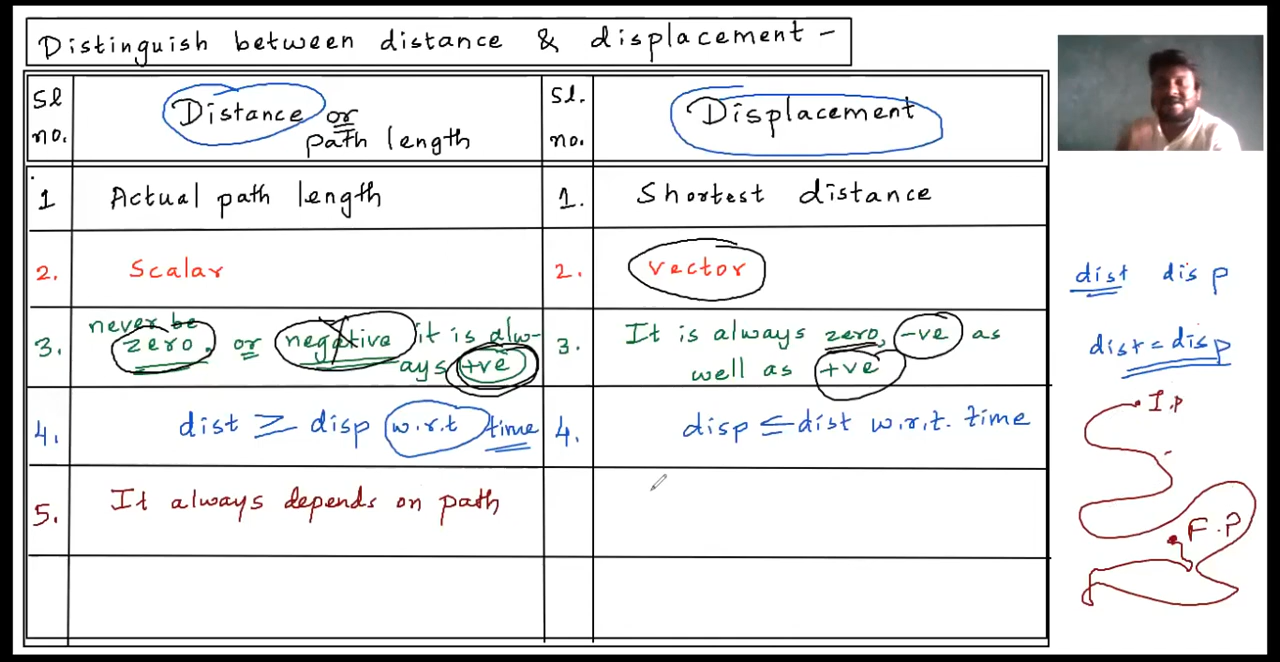 Distinguish between distance & displacement -
Sl no.
Distance or path length
Sl. no.
Displacement
1
Actual path length
1.
Shortest distance
2.
Scalar
2.
vector
3.
never be
zero, or negative it is alw-
ays +ve
3.
It is always zero, -ve as
well as +ve
4.
dist ≥ disp w.r.t time
4.
disp ≤ dist w.r.t. time
5.
It always depends on path
dist disp
dist = disp
I.P
F.P